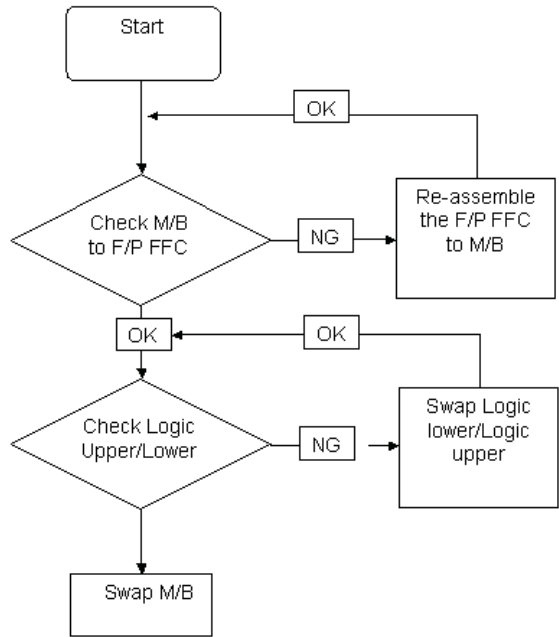 Start
OK
Check M/B
to F/P FFC
NG
Re-assemble
the F/P FFC
to M/B
OK
OK
Check Logic
Upper/Lower
NG
Swap Logic
lower/Logic
upper
Swap M/B